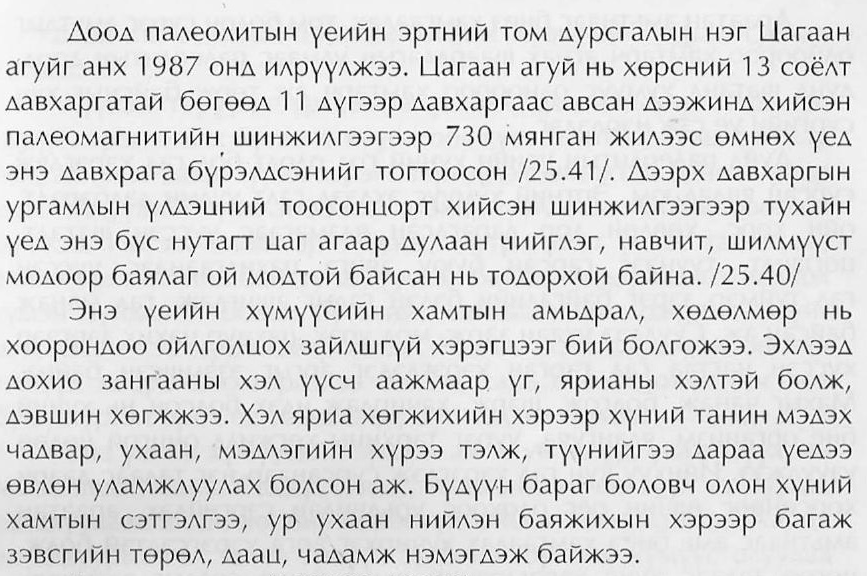 Доод палеолитын үеийн эртний том дурсгалын нэг Цагаан
агуйг анх 1987 онд илрүүлжээ. Цагаан агуй нь хөрсний 13 соёлт
давхаргатай бөгөөд 11 дүгээр давхаргаас авсан дээжинд хийсэн
палеомагнитийн шинжилгээгээр 730 мянган жилээс өмнөх үед
энэ давхрага бүрэлдсэнийг тогтоосон /25.41/. Дээрх давхаргын
ургамлын үлдэцний тоосонцорт хийсэн шинжилгээгээр тухайн
үед энэ бүс нутагт цаг агаар дулаан чийглэг, навчит, шилмүүст
модоор баялаг ой модтой байсан нь тодорхой байна. /25.40/
Энэ үеийн хүмүүсийн хамтын амьдрал, хөдөлмөр нь
хоорондоо ойлголцох зайлшгүй хэрэгцээг бий болгожээ. Эхлээд
дохио зангааны хэл үүсч аажмаар үг, ярианы хэлтэй болж,
дэвшин хөгжжээ. Хэл яриа хөгжихийн хэрээр хүний танин мэдэх
чадвар, ухаан, мэдлэгийн хүрээ тэлж, түүнийгээ дараа үедээ
өвлөн уламжлуулах болсон аж. Бүдүүн бараг боловч олон хүний
хамтын сэтгэлгээ, ур ухаан нийлэн баяжихын хэрээр багаж
зэвсгийн төрөл, даац, чадамж нэмэгдэж байжээ.